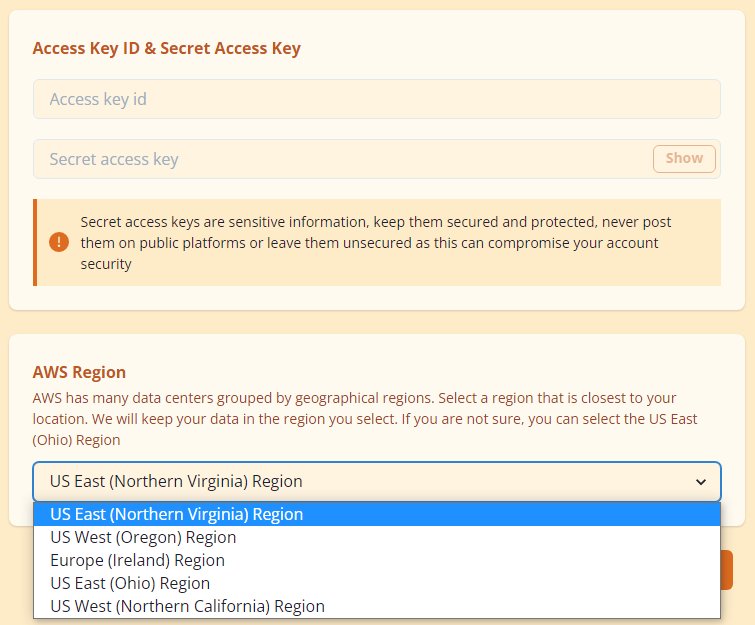 Access Key ID & Secret Access Key
Access key id
Secret access key
Show
Secret access keys are sensitive information, keep them secured and protected, never post
them on public platforms or leave them unsecured as this can compromise your account
security
AWS Region
AWS has many data centers grouped by geographical regions. Select a region that is closest to your
location. We will keep your data in the region you select. If you are not sure, you can select the US East
(Ohio) Region
US East (Northern Virginia) Region
US East (Northern Virginia) Region
US West (Oregon) Region
Europe (Ireland) Region
US East (Ohio) Region
US West (Northern California) Region